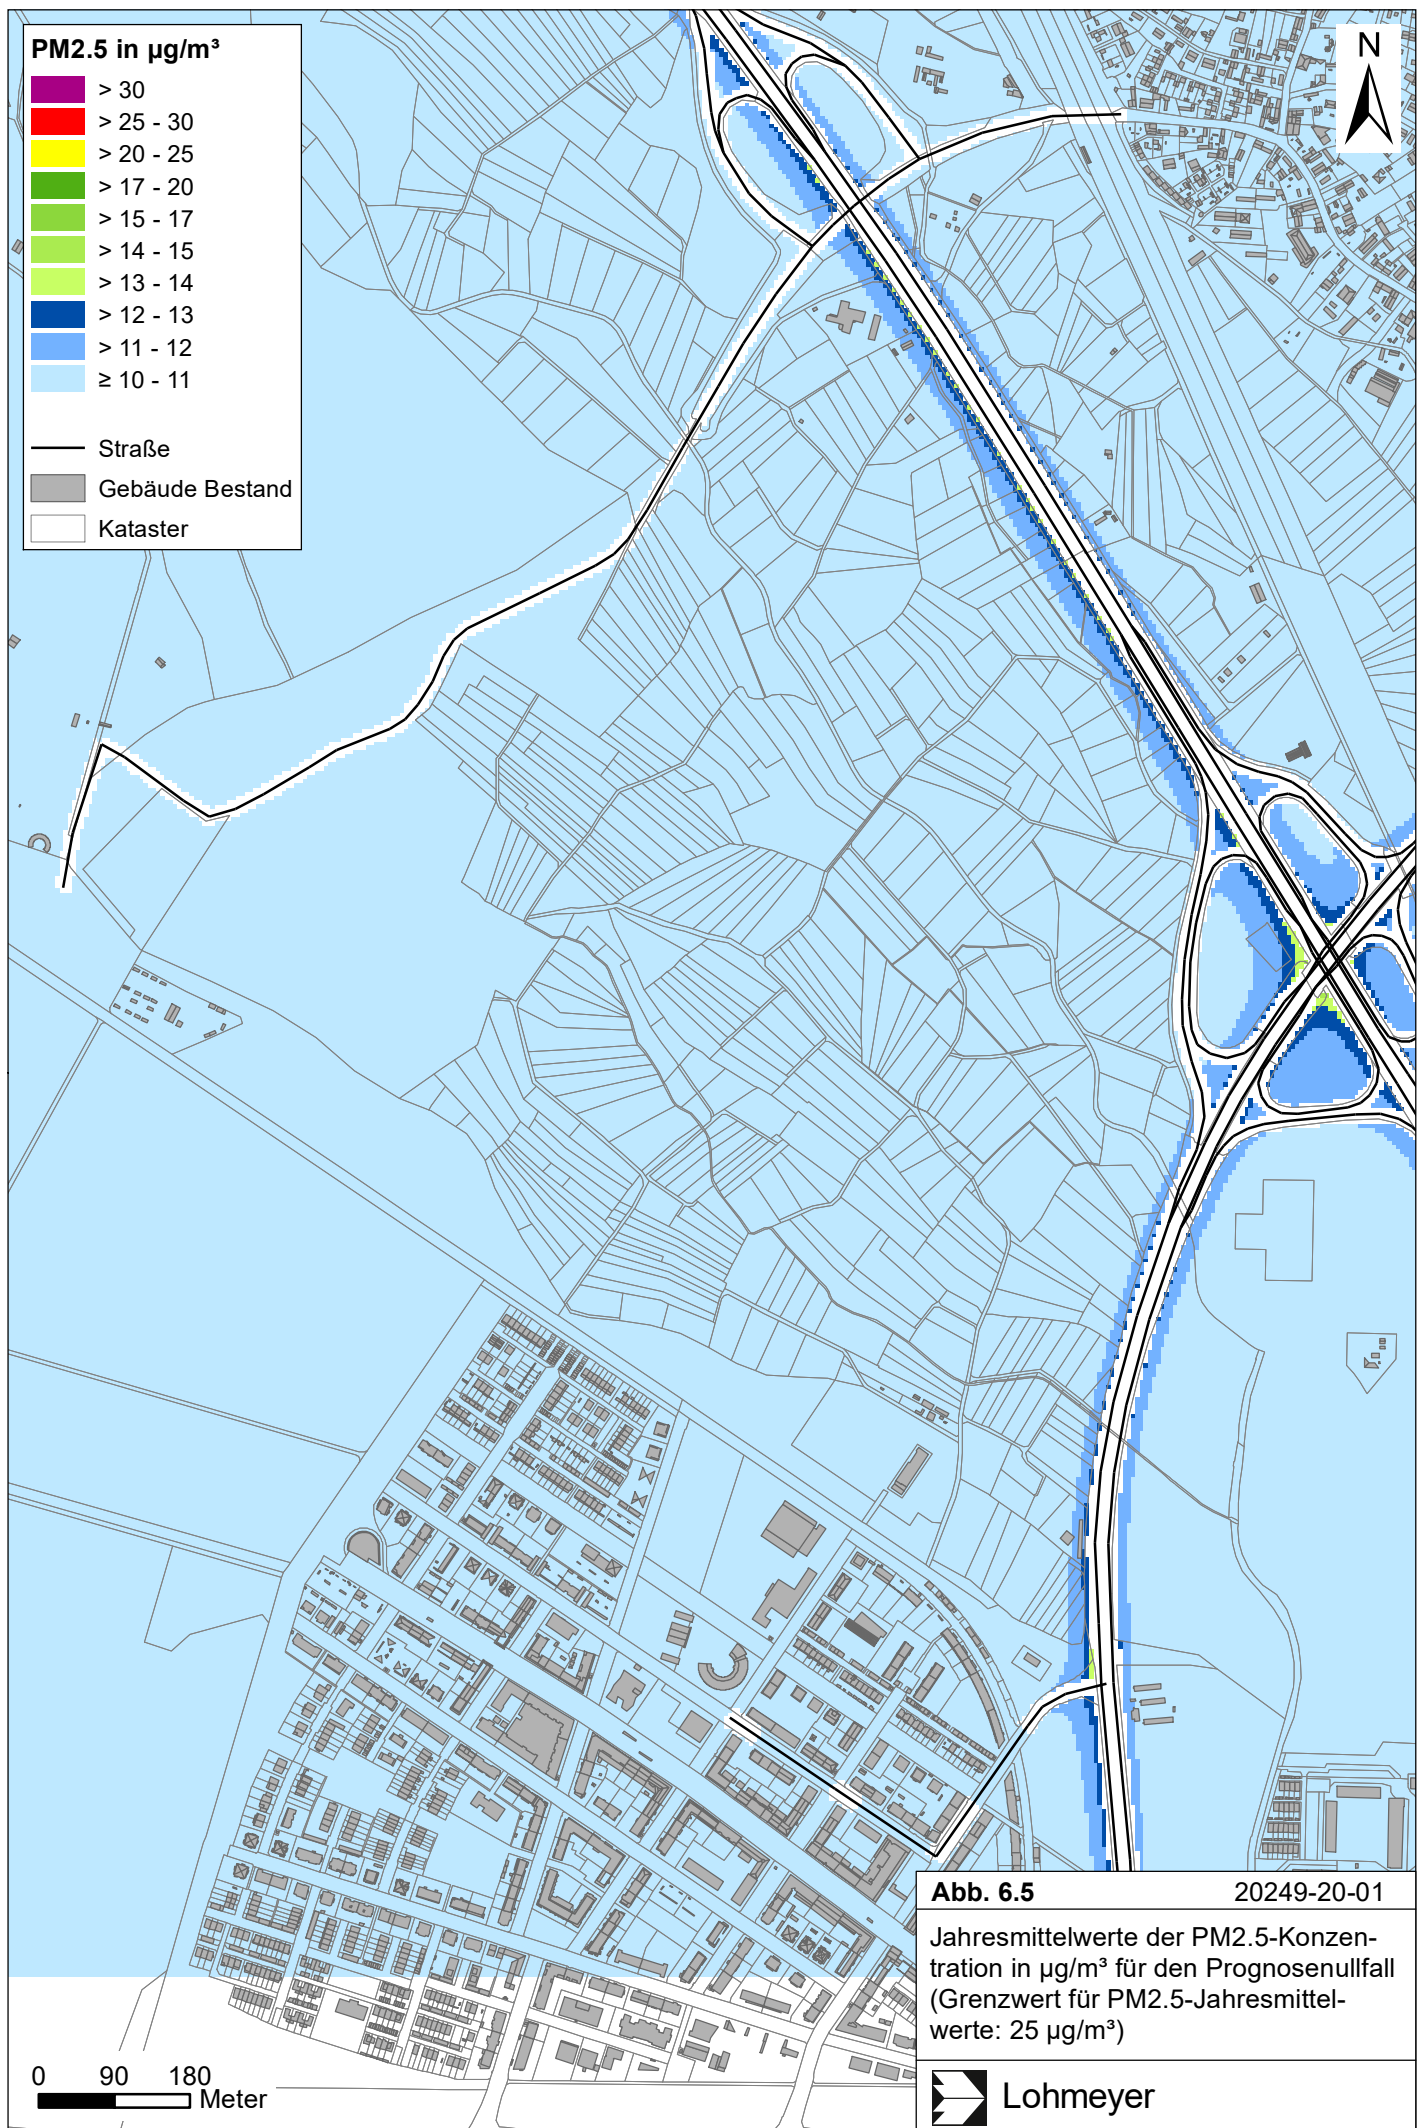 PM2.5 in µg/m³
> 30
> 25 - 30
> 20 - 25
> 17 - 20
> 15 - 17
> 14 - 15
> 13 - 14
> 12 - 13
> 11 - 12
≥ 10 - 11
Straße
Gebäude Bestand
Kataster
N
0 90 180
Meter
Abb. 6.5 20249-20-01
Jahresmittelwerte der PM2.5-Konzen-
tration in µg/m³ für den Prognosenullfall
(Grenzwert für PM2.5-Jahresmittel-
werte: 25 µg/m³)
Lohmeyer